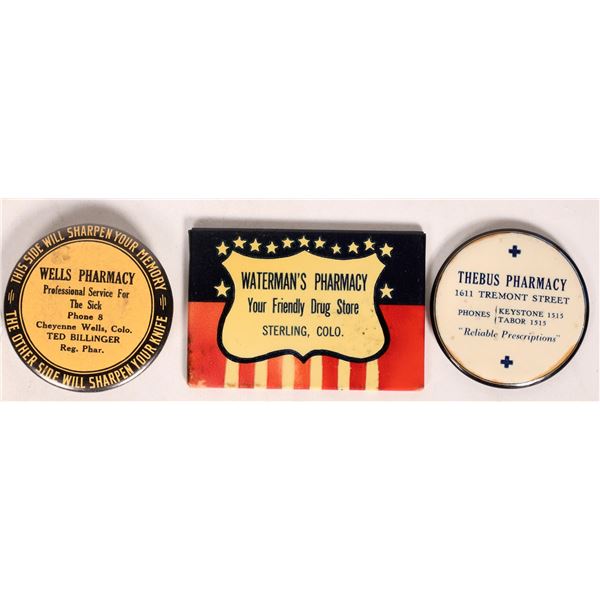 THIS SIDE WILL SHARPEN YOUR MEMORY
WELLS PHARMACY
Professional Service For
The Sick
Phone 8
Cheyenne Wells, Colo.
TED BILLINGER
Reg. Phar.
THE OTHER SIDE WILL SHARPEN YOUR KNIFE
WATERMAN'S PHARMACY
Your Friendly Drug Store
STERLING, COLO.
THEBUS PHARMACY
1611 TREMONT STREET
PHONES { KEYSTONE 1515
TABOR 1515
"Reliable Prescriptions"